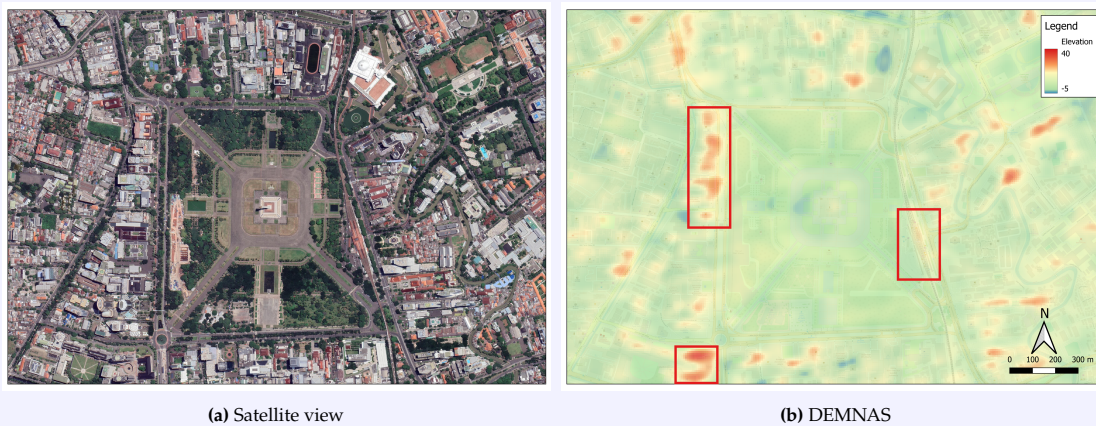 Legend
Elevation
40
-5
N
0 100 200 300 m
(a) Satellite view
(b) DEMNAS